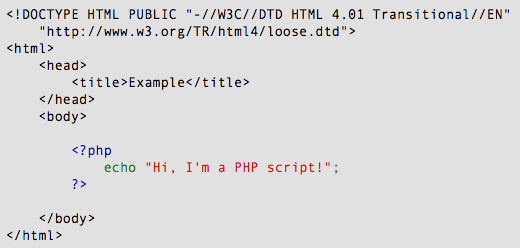 <!DOCTYPE HTML PUBLIC "-//W3C//DTD HTML 4.01 Transitional//EN"
    "http://www.w3.org/TR/html4/loose.dtd">
<html>
    <head>
        <title>Example</title>
    </head>
    <body>

        <?php
            echo "Hi, I'm a PHP script!";
        ?>

    </body>
</html>